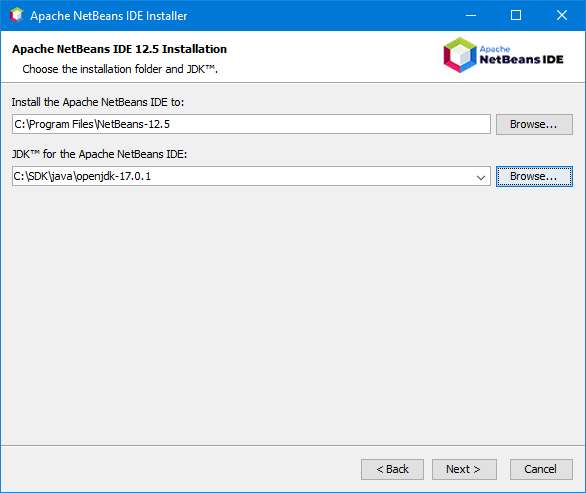 Apache NetBeans IDE Installer
Apache NetBeans IDE 12.5 Installation
Choose the installation folder and JDK™.
Apache
NetBeans IDE
Install the Apache NetBeans IDE to:
C:\Program Files\NetBeans-12.5
Browse...
JDK™ for the Apache NetBeans IDE:
C:\SDK\java\openjdk-17.0.1
Browse...
< Back
Next >
Cancel